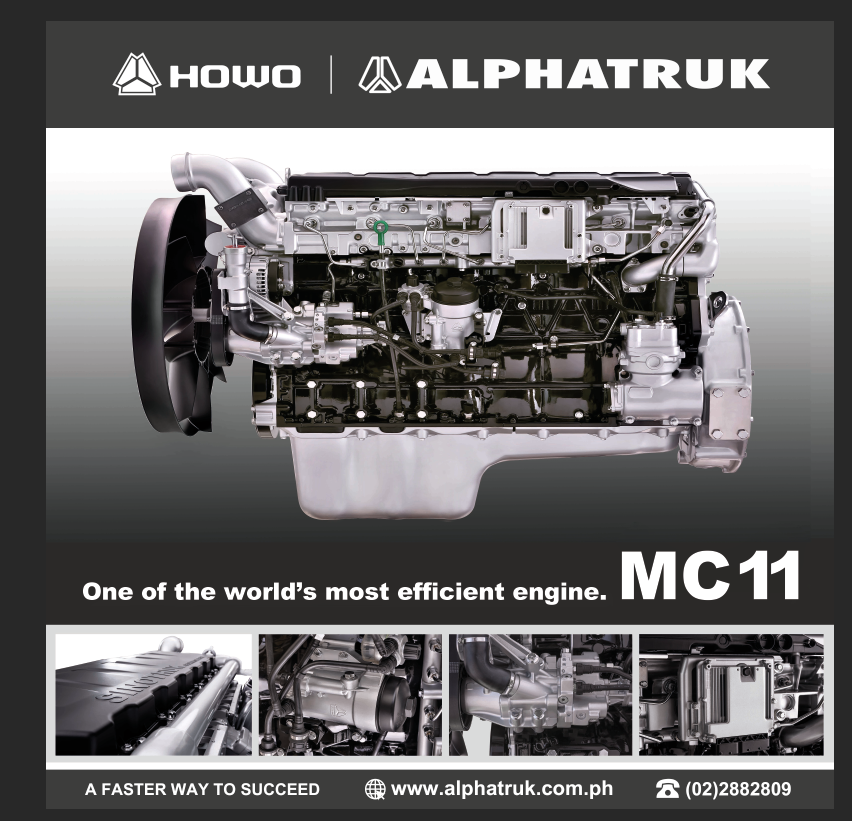 HOWO | ALPHATRUK
One of the world's most efficient engine. MC11
SINOTRUK
A FASTER WAY TO SUCCEED www.alphatruk.com.ph (02)2882809